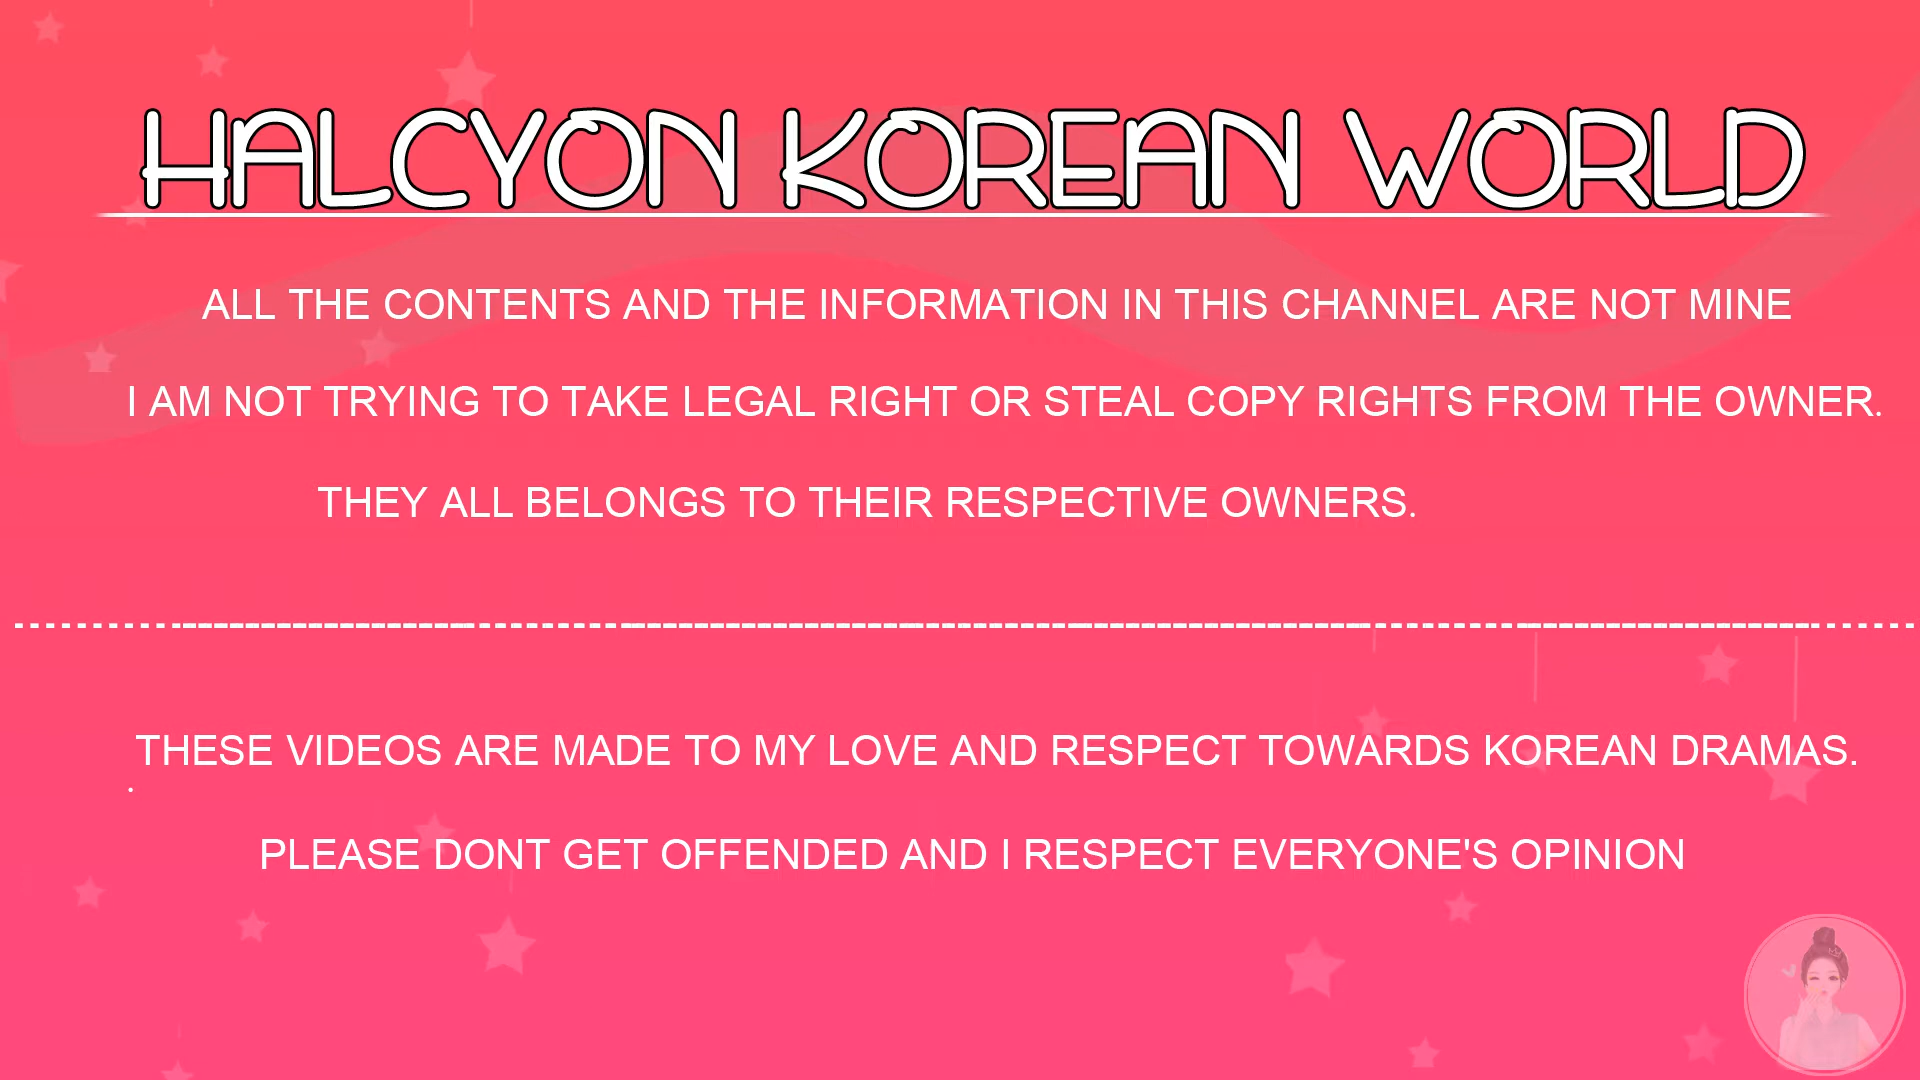 HALCYON KOREAN WORLD
ALL THE CONTENTS AND THE INFORMATION IN THIS CHANNEL ARE NOT MINE
I AM NOT TRYING TO TAKE LEGAL RIGHT OR STEAL COPY RIGHTS FROM THE OWNER.
THEY ALL BELONGS TO THEIR RESPECTIVE OWNERS.
THESE VIDEOS ARE MADE TO MY LOVE AND RESPECT TOWARDS KOREAN DRAMAS.
.
PLEASE DONT GET OFFENDED AND I RESPECT EVERYONE'S OPINION